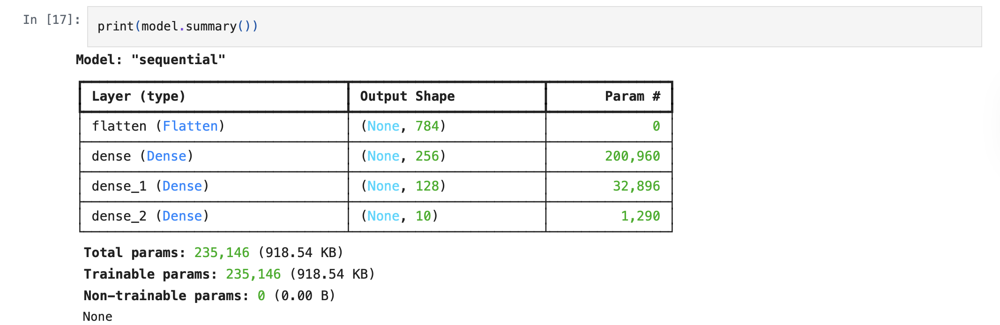 In [17]: print(model.summary())
Model: "sequential"
Layer (type) Output Shape Param #
flatten (Flatten) (None, 784) 0
dense (Dense) (None, 256) 200,960
dense_1 (Dense) (None, 128) 32,896
dense_2 (Dense) (None, 10) 1,290
Total params: 235,146 (918.54 KB)
Trainable params: 235,146 (918.54 KB)
Non-trainable params: 0 (0.00 B)
None